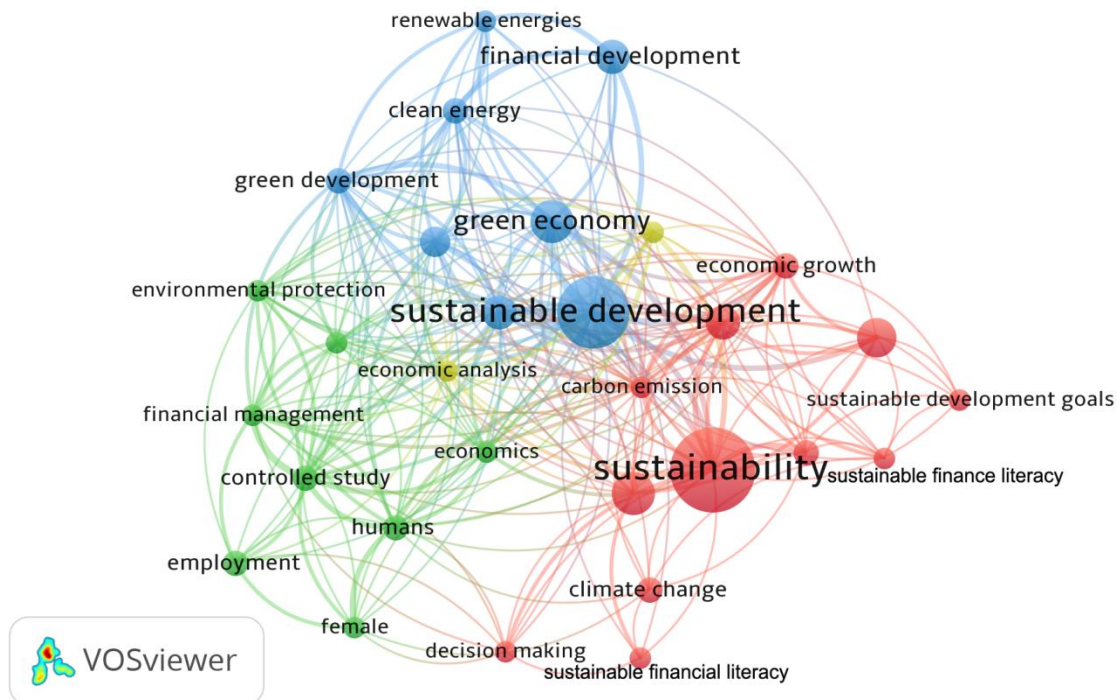 renewable energies
financial development
clean energy
green development
green economy
economic growth
environmental protection
sustainable development
economic analysis
carbon emission
sustainable development goals
financial management
economics
sustainability
controlled study
sustainable finance literacy
humans
employment
climate change
female
decision making
sustainable financial literacy
VOSviewer